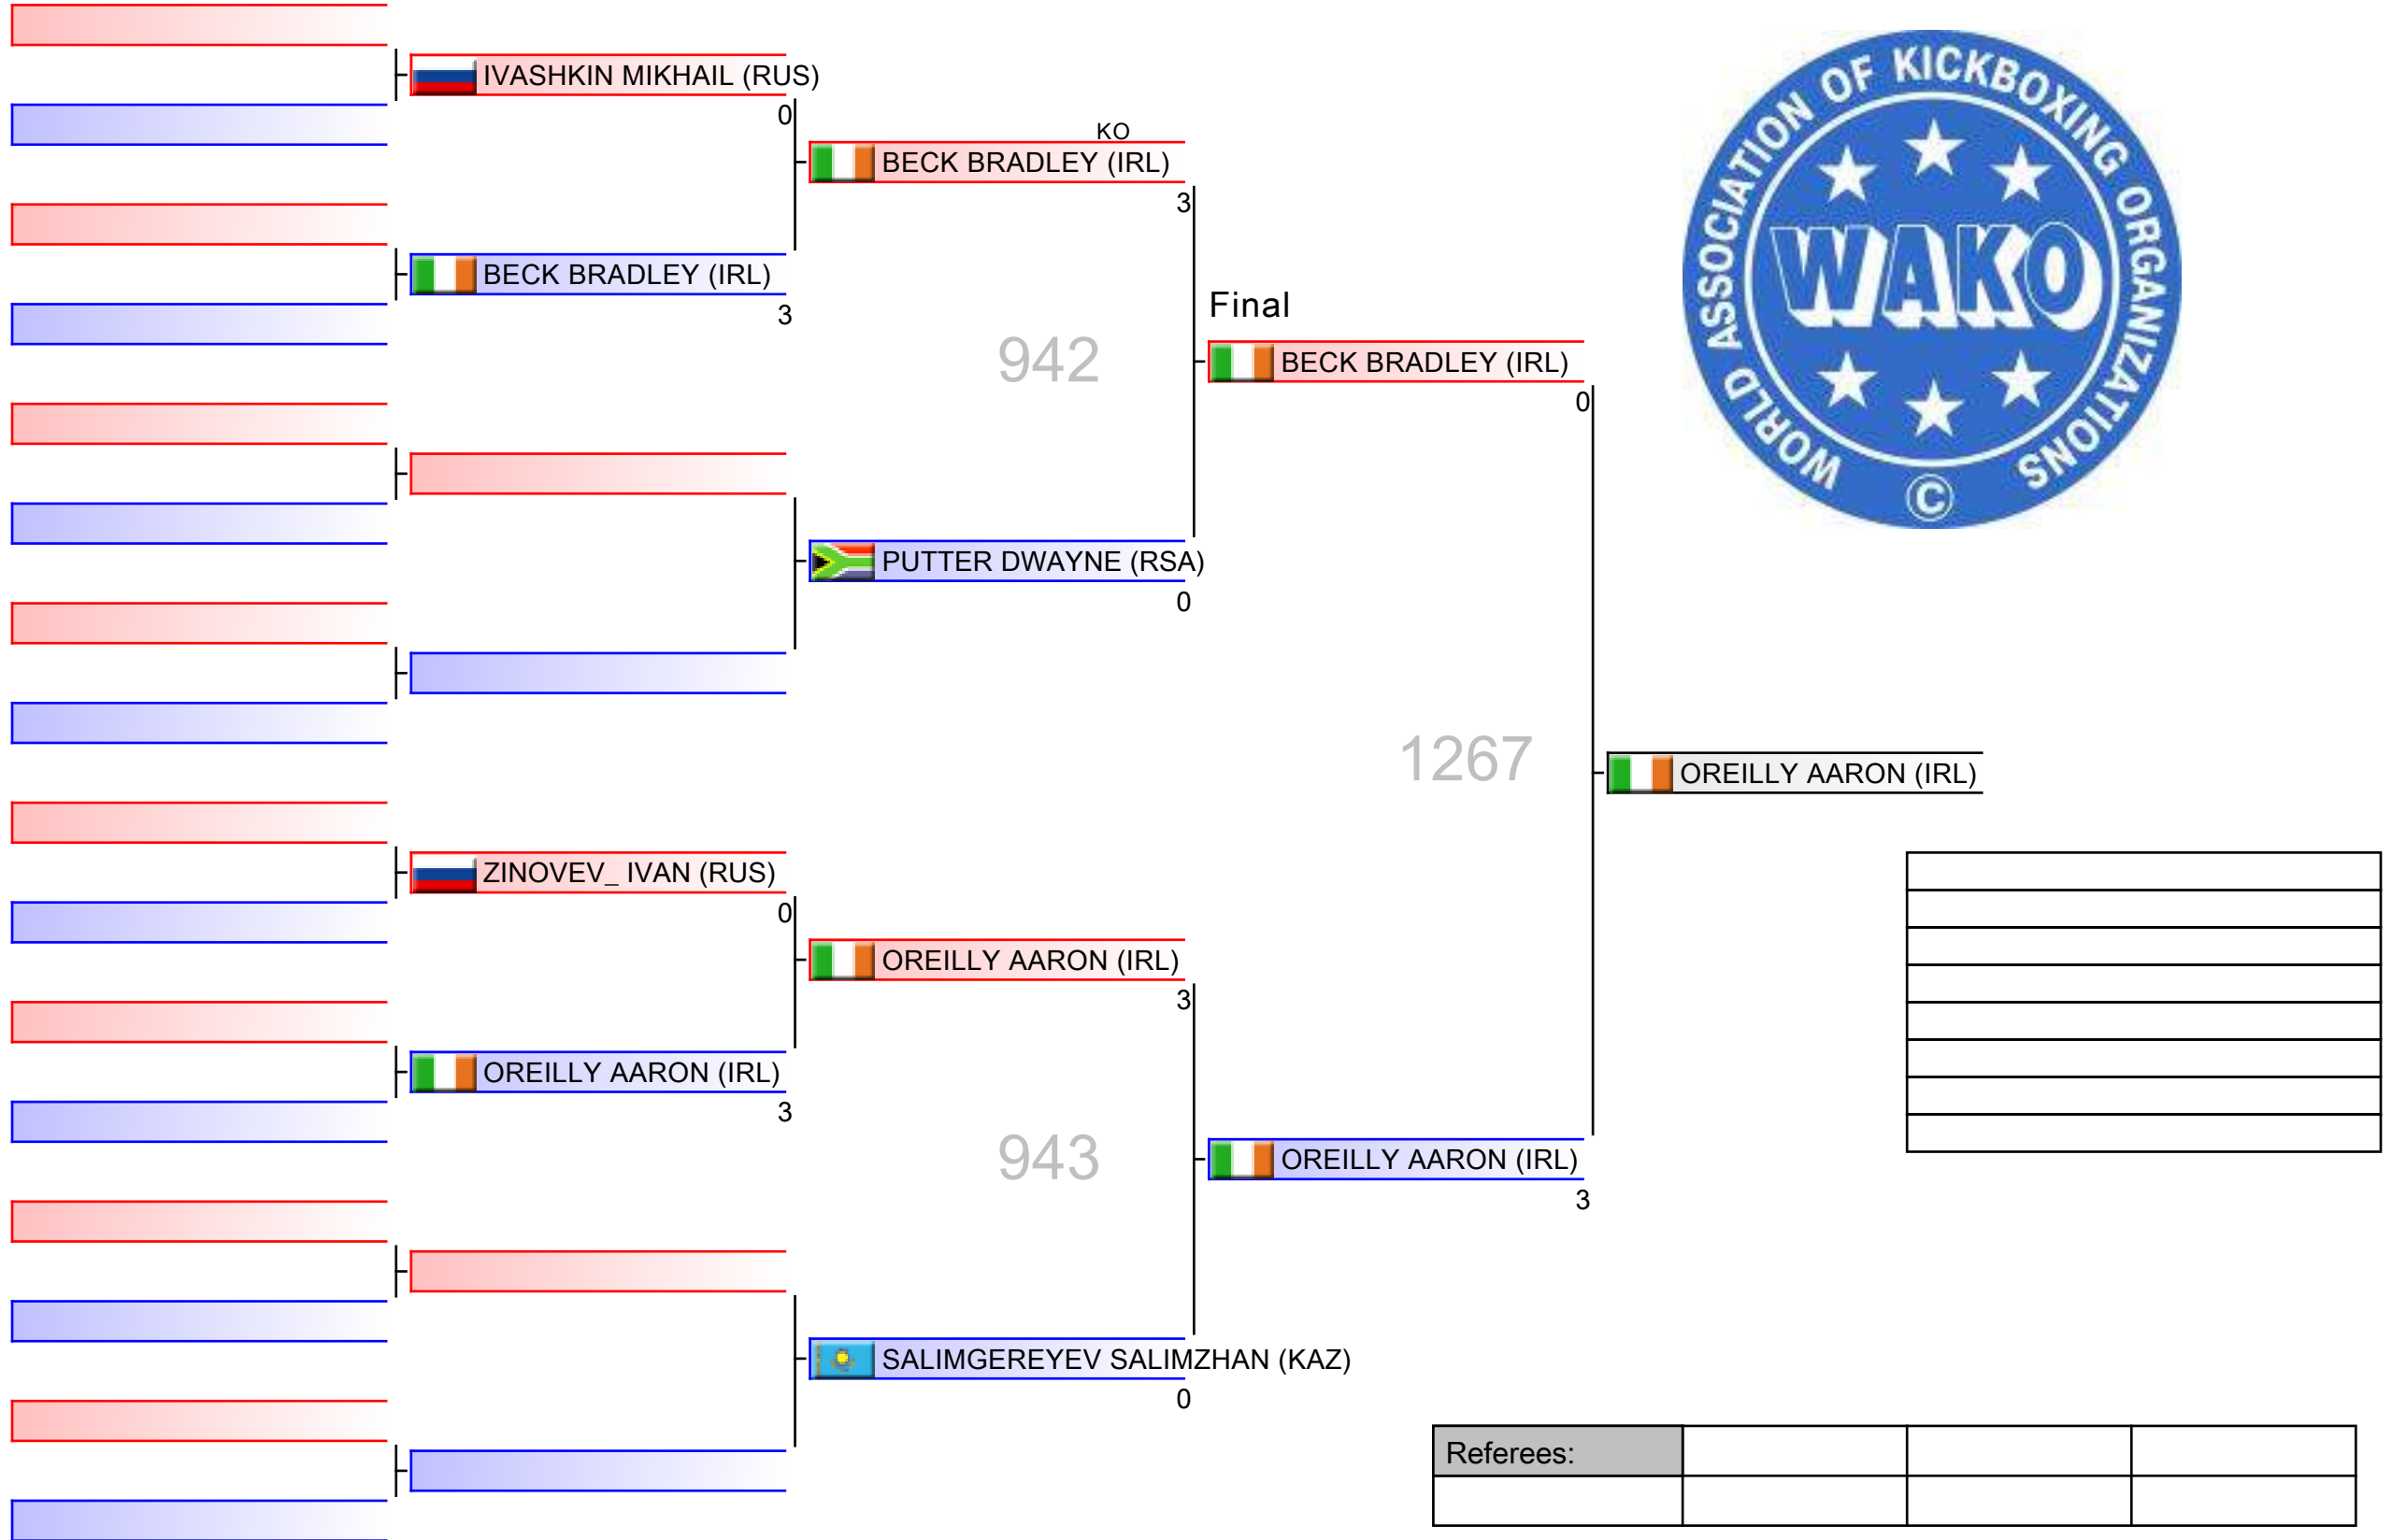 IVASHKIN MIKHAIL (RUS)
0
BECK BRADLEY (IRL)
3
ZINOVEV_ IVAN (RUS)
0
OREILLY AARON (IRL)
3
KO
BECK BRADLEY (IRL)
3
942
PUTTER DWAYNE (RSA)
0
OREILLY AARON (IRL)
3
943
SALIMGEREYEV SALIMZHAN (KAZ)
0
Final
BECK BRADLEY (IRL)
0
1267
OREILLY AARON (IRL)
3
OREILLY AARON (IRL)
WORLD ASSOCIATION OF KICKBOXING ORGANIZATIONS
WAKO
©
Referees: